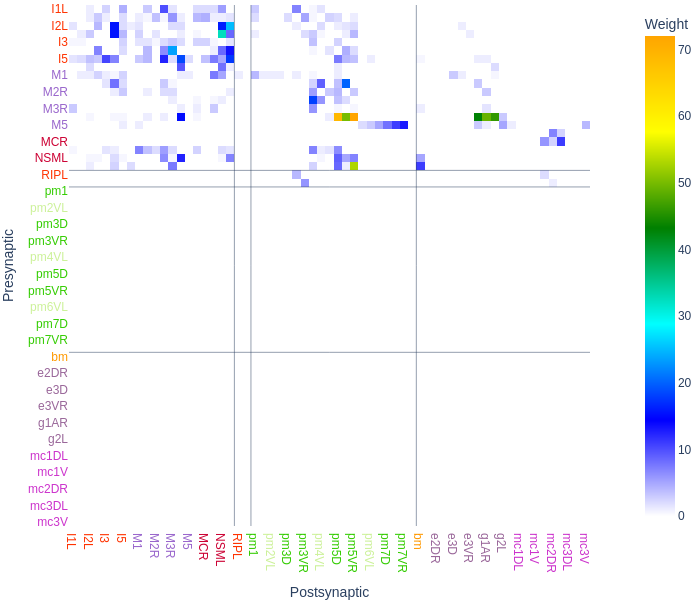 Weight
I1L
I2L
I3
I5
M1
M2R
M3R
M5
MCR
NSML
RIPL
pm1
pm2VL
pm3D
pm3VR
pm4VL
pm5D
pm5VR
pm6VL
pm7D
pm7VR
bm
e2DR
e3D
e3VR
g1AR
g2L
mc1DL
mc1V
mc2DR
mc3DL
mc3V
Presynaptic
I1L I2L I3 I5 M1 M2R M3R M5 MCR NSML RIPL pm1 pm2VL pm3D pm3VR pm4VL pm5D pm5VR pm6VL pm7D pm7VR bm e2DR e3D e3VR g1AR g2L mc1DL mc1V mc2DR mc3DL mc3V
Postsynaptic
70
60
50
40
30
20
10
0